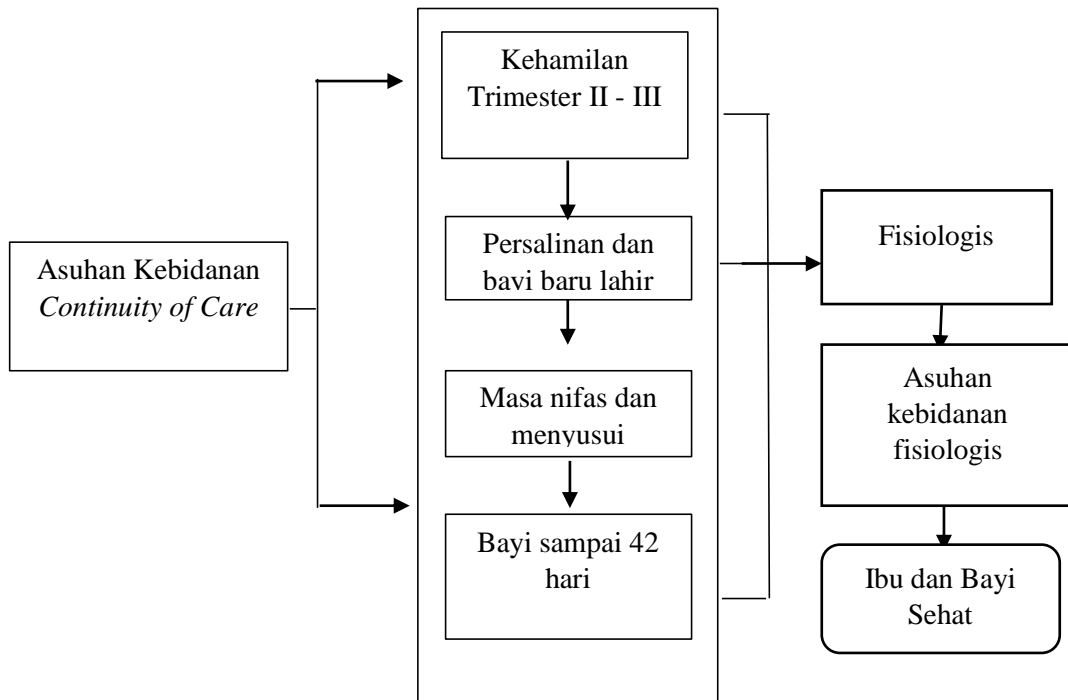 Asuhan Kebidanan
Continuity of Care
Kehamilan
Trimester II - III
Persalinan dan
bayi baru lahir
Masa nifas dan
menyusui
Bayi sampai 42
hari
Fisiologis
Asuhan
kebidanan
fisiologis
Ibu dan Bayi
Sehat